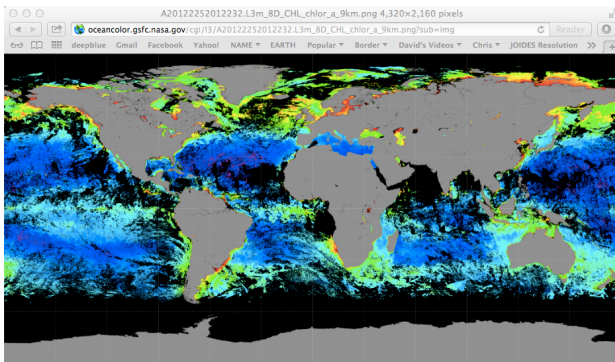 A20122252012232.L3m_8D_CHL_chlor_a_9km.png 4,320×2,160 pixels
oceancolor.gsfc.nasa.gov/cgi/l3/A20122252012232.L3m_8D_CHL_chlor_a_9km.png?sub=img Reader
deepblue Gmail Facebook Yahoo! NAME ▾ EARTH Popular ▾ Border ▾ David's Videos ▾ Chris ▾ JOIDES Resolution